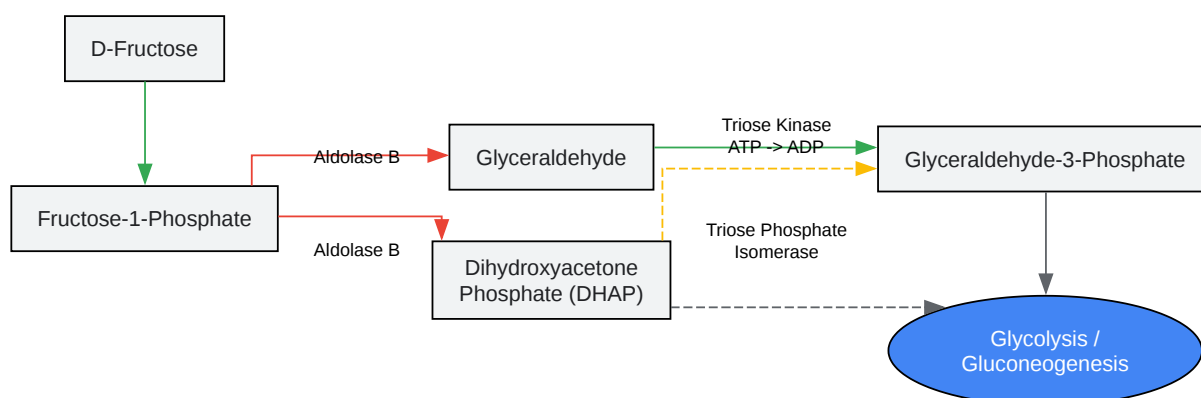 D-Fructose
Fructose-1-Phosphate
Aldolase B
Aldolase B
Glyceraldehyde
Dihydroxyacetone
Phosphate (DHAP)
Triose Kinase
ATP -> ADP
Triose Phosphate
Isomerase
Glyceraldehyde-3-Phosphate
Glycolysis /
Gluconeogenesis